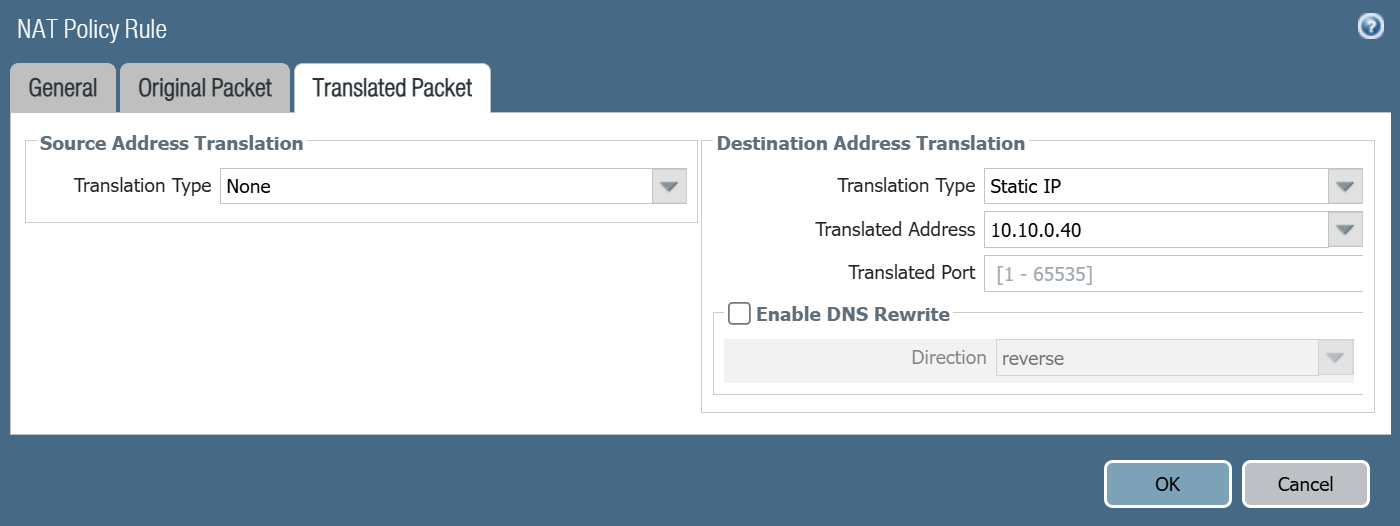 NAT Policy Rule
?
General
Original Packet
Translated Packet
Source Address Translation
Translation Type None
Destination Address Translation
Translation Type Static IP
Translated Address 10.10.0.40
Translated Port [1 - 65535]
Enable DNS Rewrite
Direction reverse
OK
Cancel